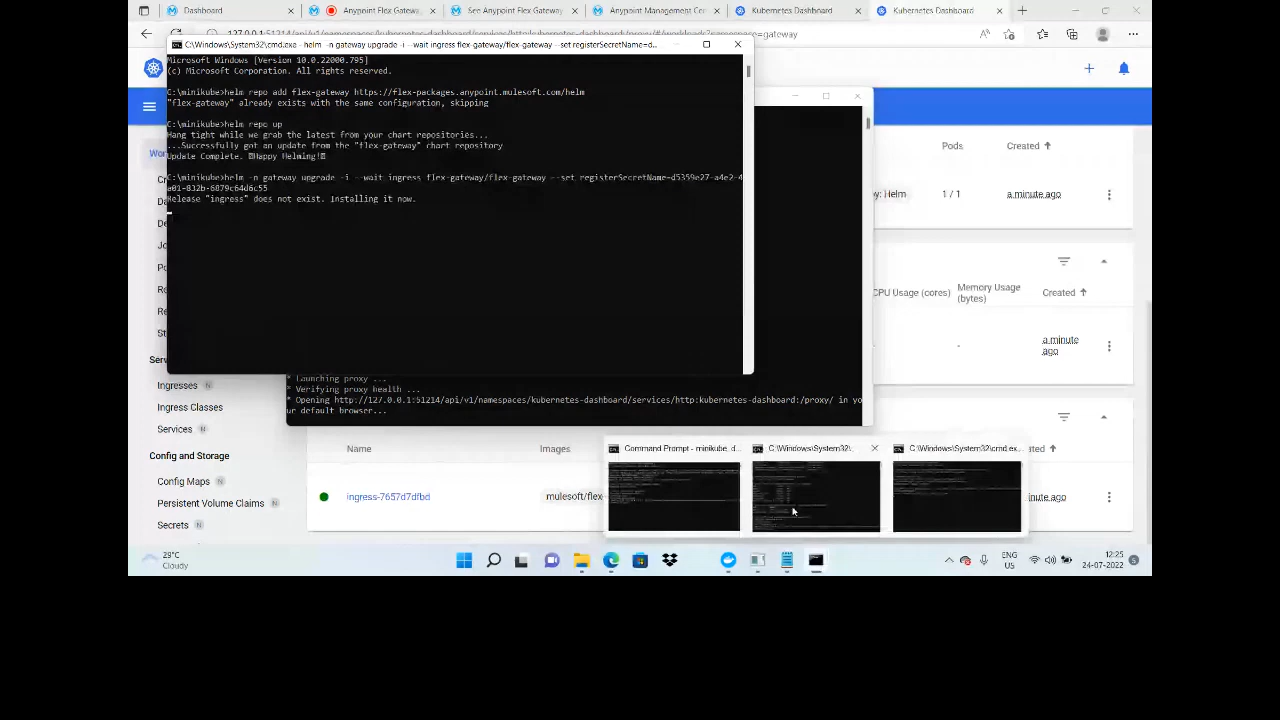 Dashboard
Anypoint Flex Gatew
See Anypoint Flex Gateway
Anypoint Management Cen
Kubernetes Dashboard
Kubernetes Dashboard
C:\Windows\System32\cmd.exe - helm -n gateway upgrade -i --wait ingress flex-gateway/flex-gateway --set registerSecretName=d...
Microsoft Windows [Version 10.0.22000.795]
(c) Microsoft Corporation. All rights reserved.
C:\minikube>helm repo add flex-gateway https://flex-packages.anypoint.mulesoft.com/helm
"flex-gateway" already exists with the same configuration, skipping
C:\minikube>helm repo up
Hang tight while we grab the latest from your chart repositories...
...Successfully got an update from the "flex-gateway" chart repository
Update Complete. ⎈Happy Helming!⎈
C:\minikube>helm -n gateway upgrade -i --wait ingress flex-gateway/flex-gateway --set registerSecretName=d5359e27-a4e2-4
e01-832b-6879c64d6c55
Release "ingress" does not exist. Installing it now.
Pods
Created
by: Helm
1 / 1
a minute ago
CPU Usage (cores)
Memory Usage
(bytes)
Created
-
a minute
ago
Ingresses N
Ingress Classes
Services N
Config and Storage
Config Maps N
Persistent Volume Claims N
Secrets N
* Launching proxy ...
* Verifying proxy health ...
* Opening http://127.0.0.1:51214/api/v1/namespaces/kubernetes-dashboard/services/http:kubernetes-dashboard:/proxy/ in yo
ur default browser...
Name
Images
ingress-7657d7dfbd
mulesoft/flex
Command Prompt - minikube d...
C:\Windows\System32\...
C:\Windows\System32\cmd.ex...
29°C
Cloudy
ENG
US
12:25
24-07-2022
5